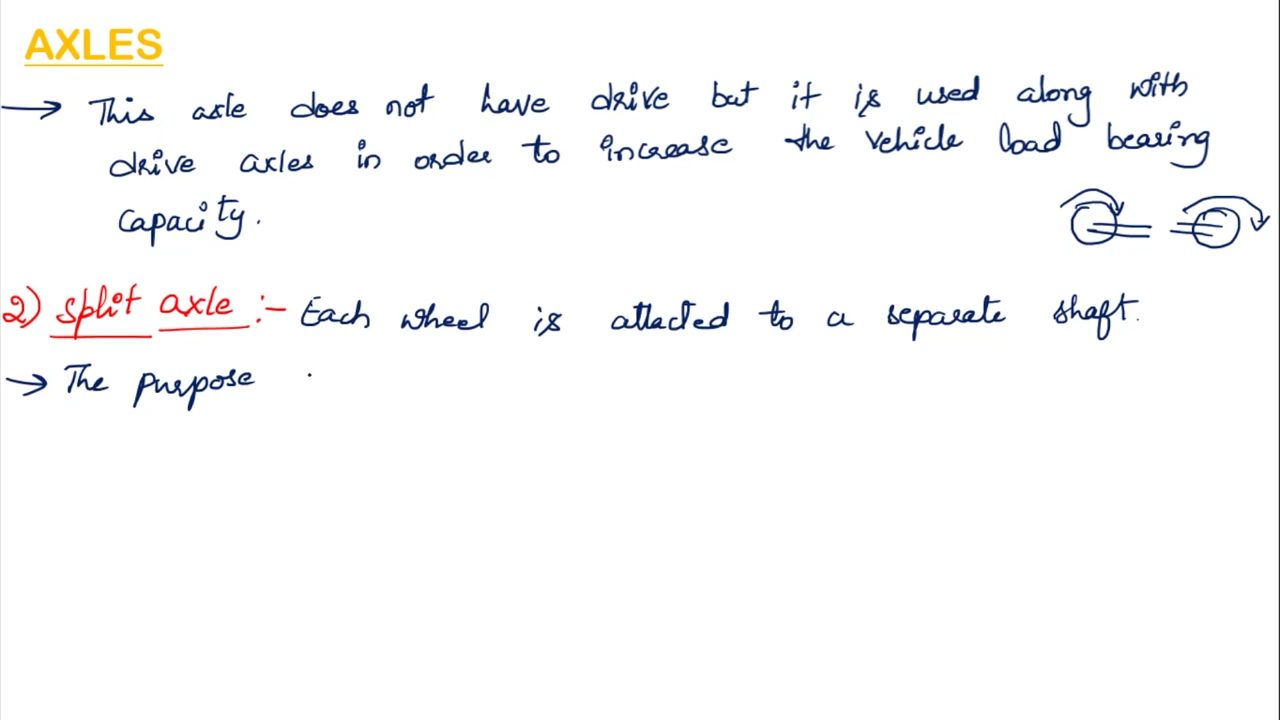 AXLES
→ This axle does not have drive but it is used along with
drive axles in order to increase the vehicle load bearing
capacity.
2) Split axle :- Each wheel is attacted to a separate shaft.
→ The purpose